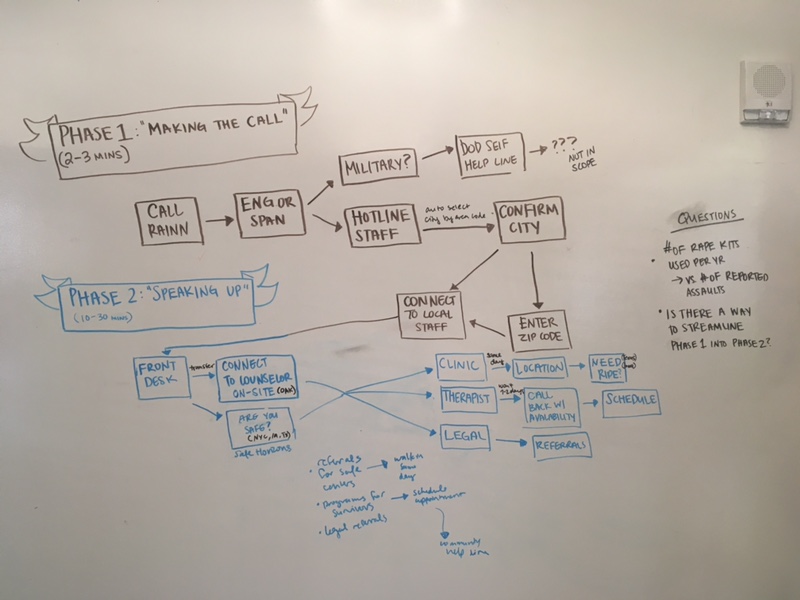 PHASE 1: "MAKING THE CALL"
(2-3 MINS)
CALL
RAINN
ENG OR
SPAN
MILITARY?
DOD SELF
HELP LINE
???
NOT IN
SCOPE
HOTLINE
STAFF
auto select
city by area code
CONFIRM
CITY
CONNECT
TO LOCAL
STAFF
ENTER
ZIP CODE
PHASE 2: "SPEAKING UP"
(10-30 MINS)
FRONT
DESK
transfer
CONNECT
TO COUNSELOR
ON-SITE (OAK)
ARE YOU
SAFE?
Safe Horizons
CLINIC
same
day
LOCATION
NEED
RIDE?
THERAPIST
wait
1-2 days
CALL
BACK W/
AVAILABILITY
SCHEDULE
LEGAL
REFERRALS
• referrals
for safe
centers
walk in
same
day
• programs for
survivors
schedule
appointment
• legal referrals
community
help line
QUESTIONS
• # OF RAPE KITS
USED PER YR
→ VS. # OF REPORTED
ASSAULTS
• IS THERE A WAY
TO STREAMLINE
PHASE 1 INTO PHASE 2?